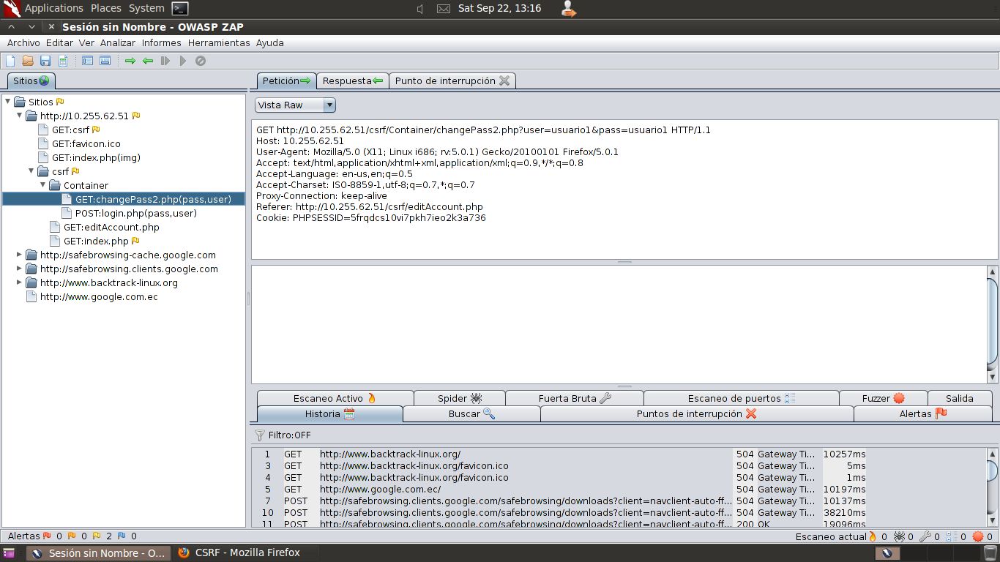 Applications Places System Sat Sep 22, 13:16
Sesión sin Nombre - OWASP ZAP
Archivo Editar Ver Analizar Informes Herramientas Ayuda
Sitios
Petición Respuesta Punto de interrupción
Sitios
http://10.255.62.51
GET:csrf
GET:favicon.ico
GET:index.php(img)
csrf
Container
GET:changePass2.php(pass,user)
POST:login.php(pass,user)
GET:editAccount.php
GET:index.php
http://safebrowsing-cache.google.com
http://safebrowsing.clients.google.com
http://www.backtrack-linux.org
http://www.google.com.ec
Vista Raw
GET http://10.255.62.51/csrf/Container/changePass2.php?user=usuario1&pass=usuario1 HTTP/1.1
Host: 10.255.62.51
User-Agent: Mozilla/5.0 (X11; Linux i686; rv:5.0.1) Gecko/20100101 Firefox/5.0.1
Accept: text/html,application/xhtml+xml,application/xml;q=0.9,*/*;q=0.8
Accept-Language: en-us,en;q=0.5
Accept-Charset: ISO-8859-1,utf-8;q=0.7,*;q=0.7
Proxy-Connection: keep-alive
Referer: http://10.255.62.51/csrf/editAccount.php
Cookie: PHPSESSID=5frqdcs10vi7pkh7ieo2k3a736
Escaneo Activo Spider Fuerta Bruta Escaneo de puertos Fuzzer Salida
Historia Buscar Puntos de interrupción Alertas
Filtro:OFF
1 GET http://www.backtrack-linux.org/ 504 Gateway Ti... 10257ms
3 GET http://www.backtrack-linux.org/favicon.ico 504 Gateway Ti... 5ms
4 GET http://www.backtrack-linux.org/favicon.ico 504 Gateway Ti... 1ms
5 GET http://www.google.com.ec/ 504 Gateway Ti... 10197ms
7 POST http://safebrowsing.clients.google.com/safebrowsing/downloads?client=navclient-auto-ff... 504 Gateway Ti... 10137ms
10 POST http://safebrowsing.clients.google.com/safebrowsing/downloads?client=navclient-auto-ff... 504 Gateway Ti... 38210ms
11 POST http://safebrowsing.clients.google.com/safebrowsing/downloads?client=navclient-auto-ff... 200 OK 19096ms
Alertas 0 0 2 0 Escaneo actual 0 0 0 0 0
Sesión sin Nombre - O... CSRF - Mozilla Firefox